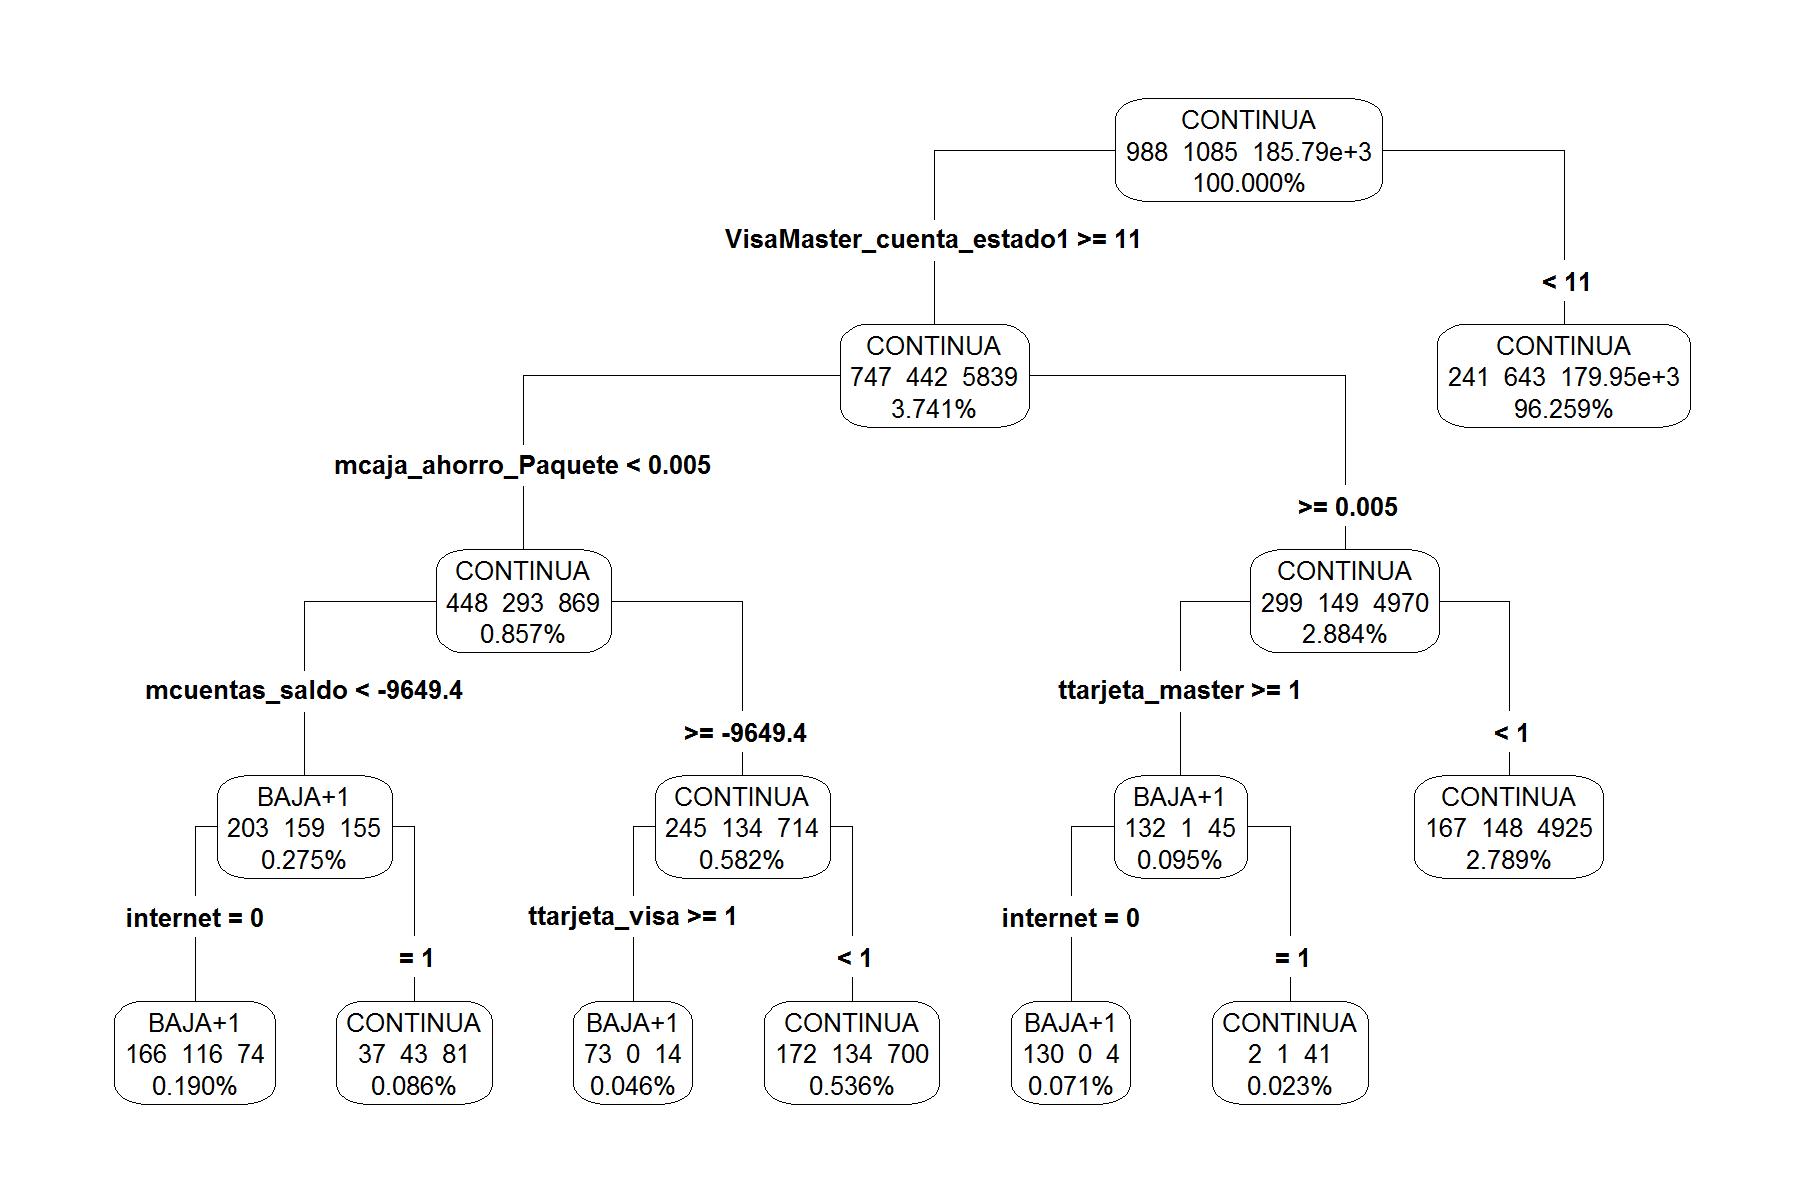 CONTINUA
988 1085 185.79e+3
100.000%
VisaMaster_cuenta_estado1 >= 11
< 11
CONTINUA
747 442 5839
3.741%
CONTINUA
241 643 179.95e+3
96.259%
mcaja_ahorro_Paquete < 0.005
>= 0.005
CONTINUA
448 293 869
0.857%
CONTINUA
299 149 4970
2.884%
mcuentas_saldo < -9649.4
>= -9649.4
ttarjeta_master >= 1
< 1
BAJA+1
203 159 155
0.275%
CONTINUA
245 134 714
0.582%
BAJA+1
132 1 45
0.095%
CONTINUA
167 148 4925
2.789%
internet = 0
= 1
ttarjeta_visa >= 1
< 1
internet = 0
= 1
BAJA+1
166 116 74
0.190%
CONTINUA
37 43 81
0.086%
BAJA+1
73 0 14
0.046%
CONTINUA
172 134 700
0.536%
BAJA+1
130 0 4
0.071%
CONTINUA
2 1 41
0.023%